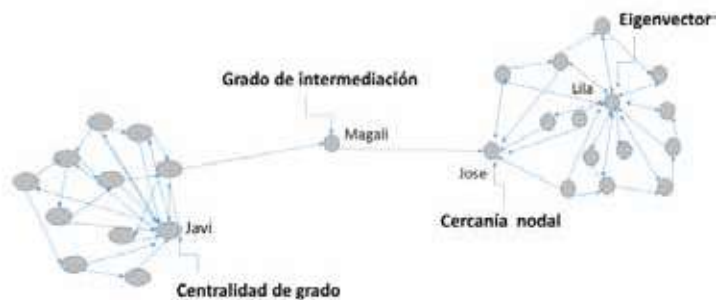 Eigenvector
Grado de intermediación
Lila
Magali
Jose
Cercanía nodal
Javi
Centralidad de grado